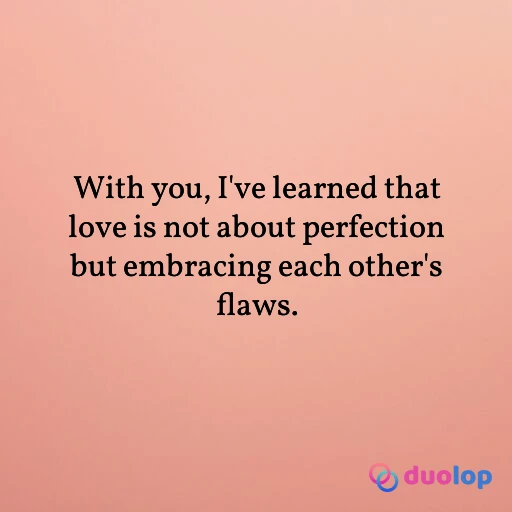 With you, I've learned that
love is not about perfection
but embracing each other's
flaws.
duolop